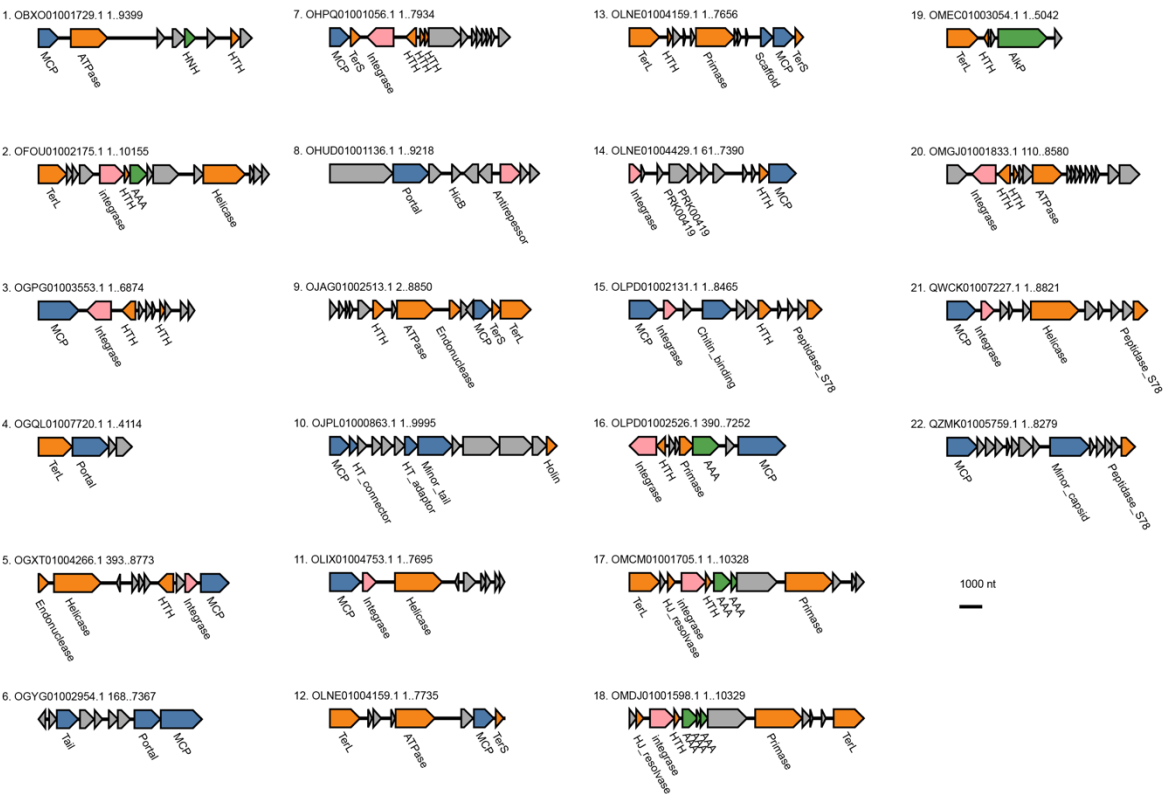 1. OBXO01001729.1 1..9399
MCP
ATPase
HNH
HTH
2. OFOU01002175.1 1..10155
TerL
integrase
HTH
AAA
Helicase
3. OGPG01003553.1 1..6874
MCP
Integrase
HTH
HTH
4. OGQL01007720.1 1..4114
TerL
Portal
5. OGXT01004266.1 393..8773
Endonuclease
Helicase
HTH
Integrase
MCP
6. OGYG01002954.1 168..7367
Tail
Portal
MCP
7. OHPQ01001056.1 1..7934
MCP
TerS
Integrase
HTH
HTH
HTH
8. OHUD01001136.1 1..9218
Portal
HicB
Antirepessor
9. OJAG01002513.1 2..8850
HTH
ATPase
Endonuclease
MCP
TerS
TerL
10. OJPL01000863.1 1..9995
MCP
HT_connector
HT_adaptor
Minor_tail
Holin
11. OLIX01004753.1 1..7695
MCP
Integrase
Helicase
12. OLNE01004159.1 1..7735
TerL
ATPase
MCP
TerS
13. OLNE01004159.1 1..7656
TerL
HTH
Primase
Scaffold
MCP
TerS
14. OLNE01004429.1 61..7390
Integrase
PRK00419
PRK00419
HTH
MCP
15. OLPD01002131.1 1..8465
MCP
Integrase
Chitin_binding
HTH
Peptidase_S78
16. OLPD01002526.1 390..7252
Integrase
HTH
Primase
AAA
MCP
17. OMCM01001705.1 1..10328
TerL
HJ_resolvase
integrase
HTH
AAA
AAA
Primase
18. OMDJ01001598.1 1..10329
HJ_resolvase
integrase
HTH
AAA
AAA
AAA
Primase
TerL
19. OMEC01003054.1 1..5042
TerL
HTH
AlkP
20. OMGJ01001833.1 110..8580
Integrase
HTH
HTH
ATPase
21. QWCK01007227.1 1..8821
MCP
Integrase
Helicase
Peptidase_S78
22. QZMK01005759.1 1..8279
MCP
Minor_capsid
Peptidase_S78
1000 nt